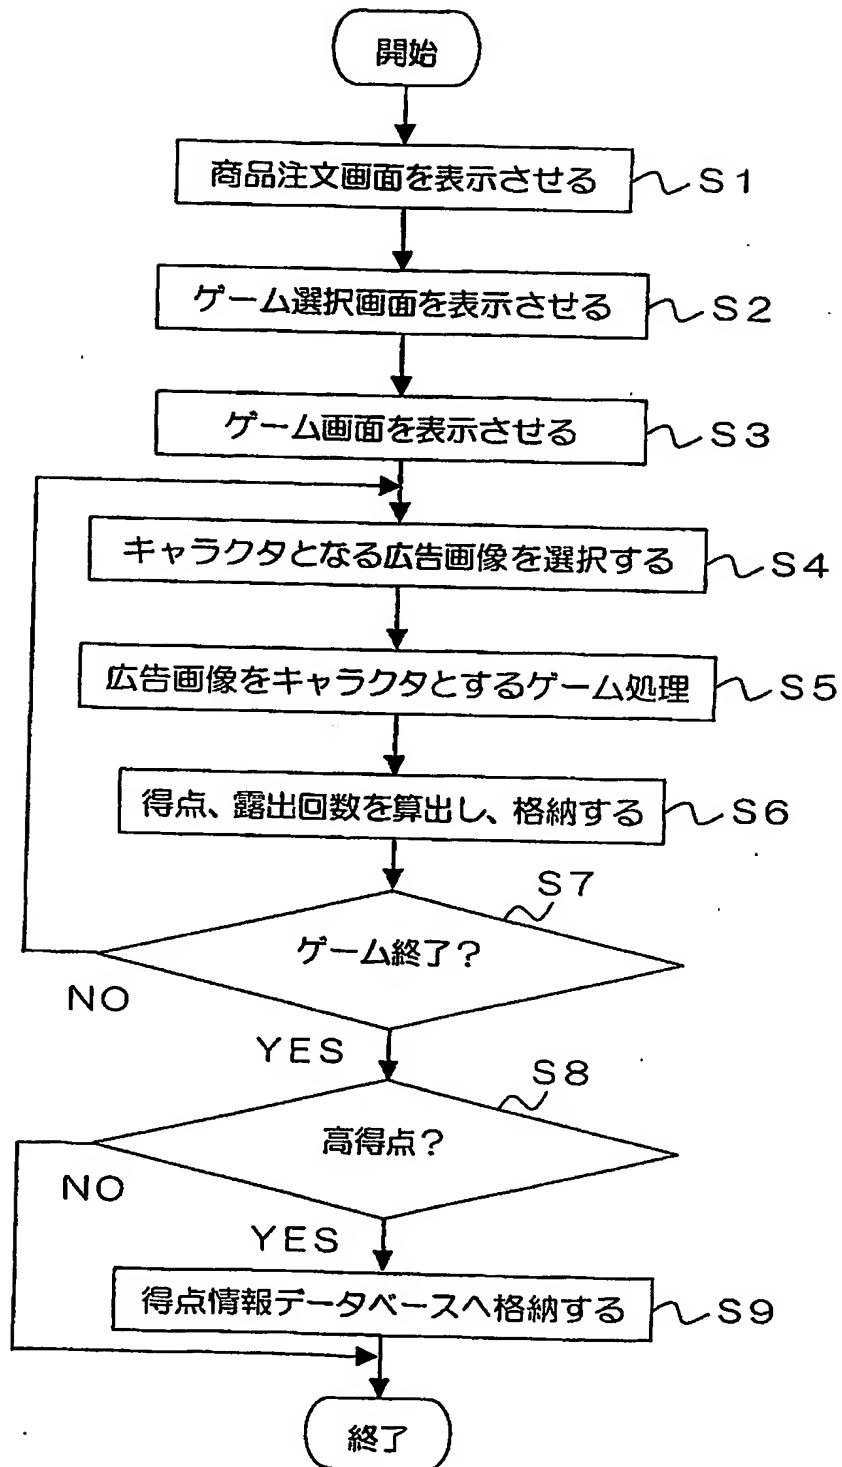 開始
商品注文画面を表示させる S1
ゲーム選択画面を表示させる S2
ゲーム画面を表示させる S3
キャラクタとなる広告画像を選択する S4
広告画像をキャラクタとするゲーム処理 S5
得点、露出回数を算出し、格納する S6
S7
ゲーム終了?
NO
YES
S8
高得点?
NO
YES
得点情報データベースへ格納する S9
終了